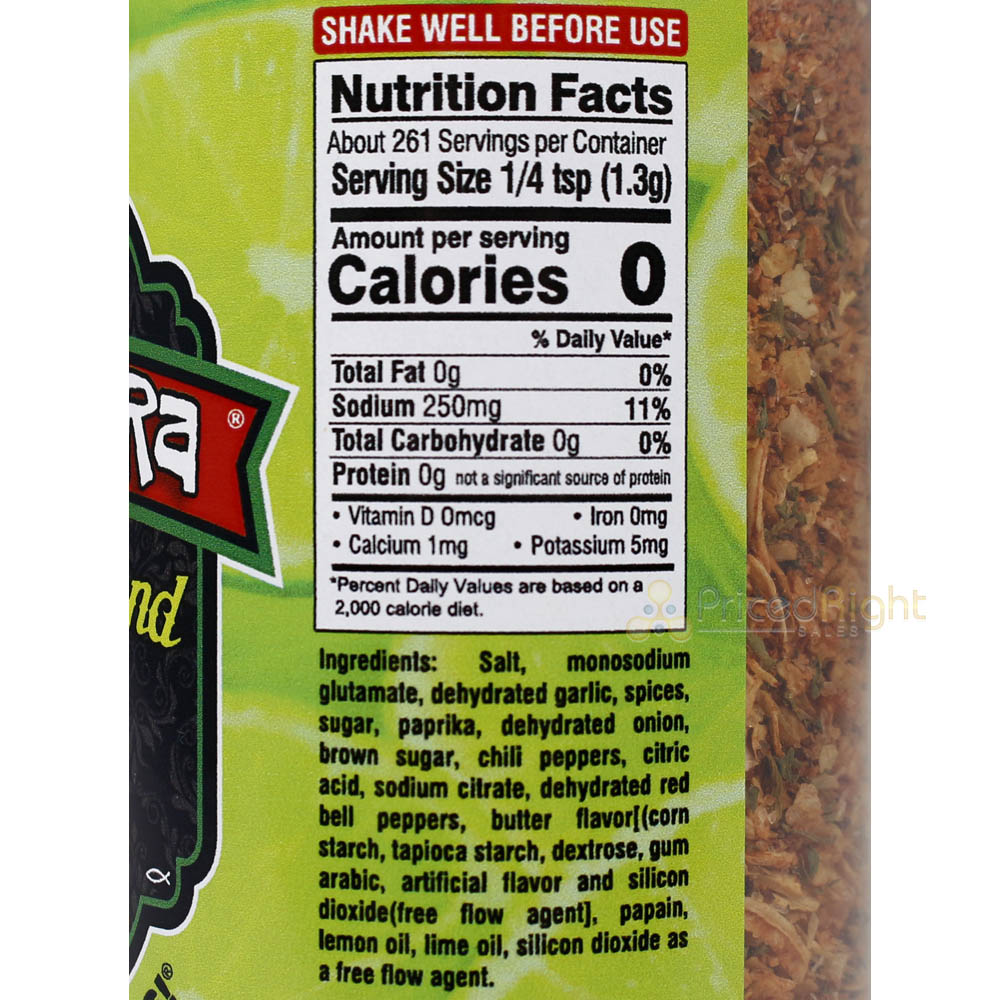 SHAKE WELL BEFORE USE
Nutrition Facts
About 261 Servings per Container
Serving Size 1/4 tsp (1.3g)
Amount per serving
Calories 0
% Daily Value*
Total Fat 0g 0%
Sodium 250mg 11%
Total Carbohydrate 0g 0%
Protein 0g not a significant source of protein
• Vitamin D 0mcg • Iron 0mg
• Calcium 1mg • Potassium 5mg
*Percent Daily Values are based on a
2,000 calorie diet.
Ingredients: Salt, monosodium
glutamate, dehydrated garlic, spices,
sugar, paprika, dehydrated onion,
brown sugar, chili peppers, citric
acid, sodium citrate, dehydrated red
bell peppers, butter flavor[(corn
starch, tapioca starch, dextrose, gum
arabic, artificial flavor and silicon
dioxide(free flow agent], papain,
lemon oil, lime oil, silicon dioxide as
a free flow agent.
Ra®
nd
PricedRight
SALES